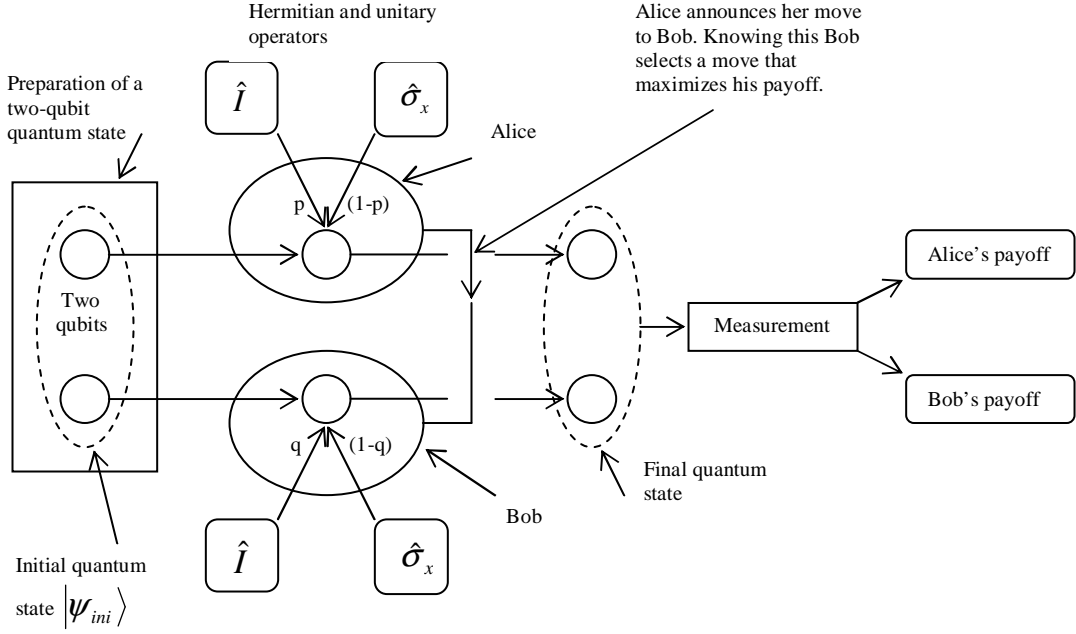 Hermitian and unitary
operators
Alice announces her move
to Bob. Knowing this Bob
selects a move that
maximizes his payoff.
Preparation of a
two-qubit
quantum state
Î
σ̂ₓ
Alice
p
(1-p)
Two
qubits
Alice’s payoff
Measurement
Bob’s payoff
q
(1-q)
Final quantum
state
Bob
Î
σ̂ₓ
Initial quantum
state |ψ_ini⟩